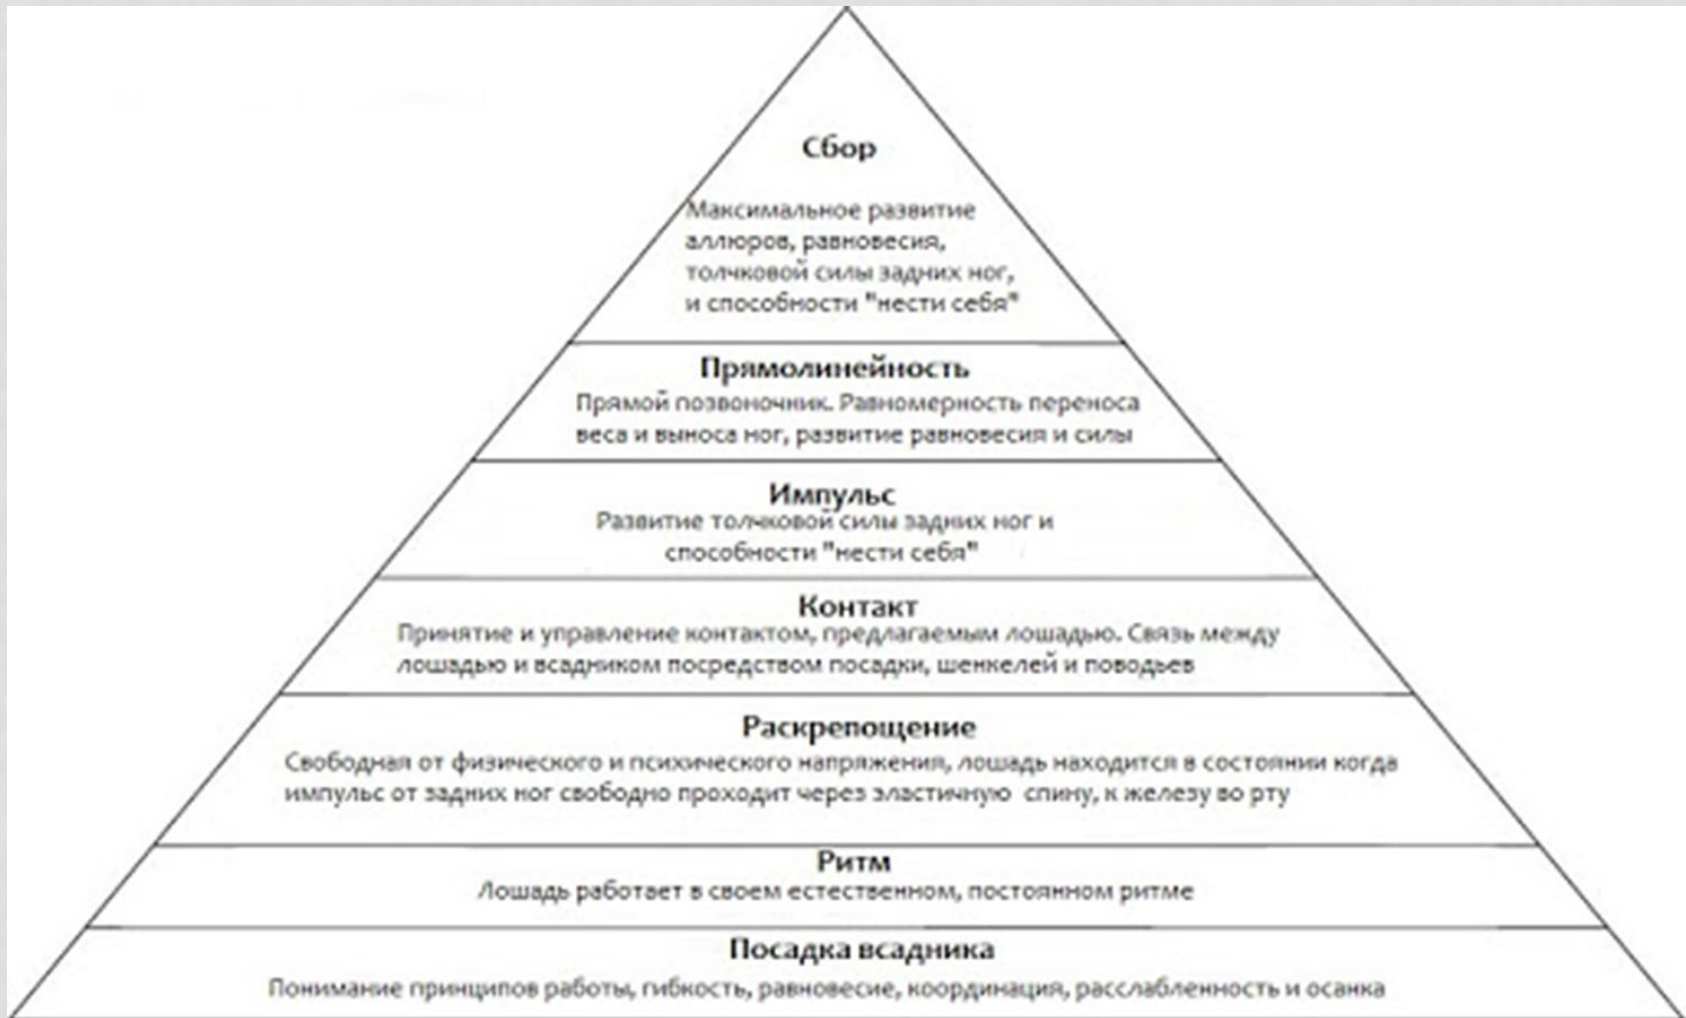 Сбор
Максимальное развитие
аллюров, равновесия,
толчковой силы задних ног,
и способности "нести себя"
Прямолинейность
Прямой позвоночник. Равномерность переноса
веса и выноса ног, развитие равновесия и силы
Импульс
Развитие толчковой силы задних ног и
способности "нести себя"
Контакт
Принятие и управление контактом, предлагаемым лошадью. Связь между
лошадью и всадником посредством посадки, шенкелей и поводьев
Раскрепощение
Свободная от физического и психического напряжения, лошадь находится в состоянии когда
импульс от задних ног свободно проходит через эластичную спину, к железу во рту
Ритм
Лошадь работает в своем естественном, постоянном ритме
Посадка всадника
Понимание принципов работы, гибкость, равновесие, координация, расслабленность и осанка